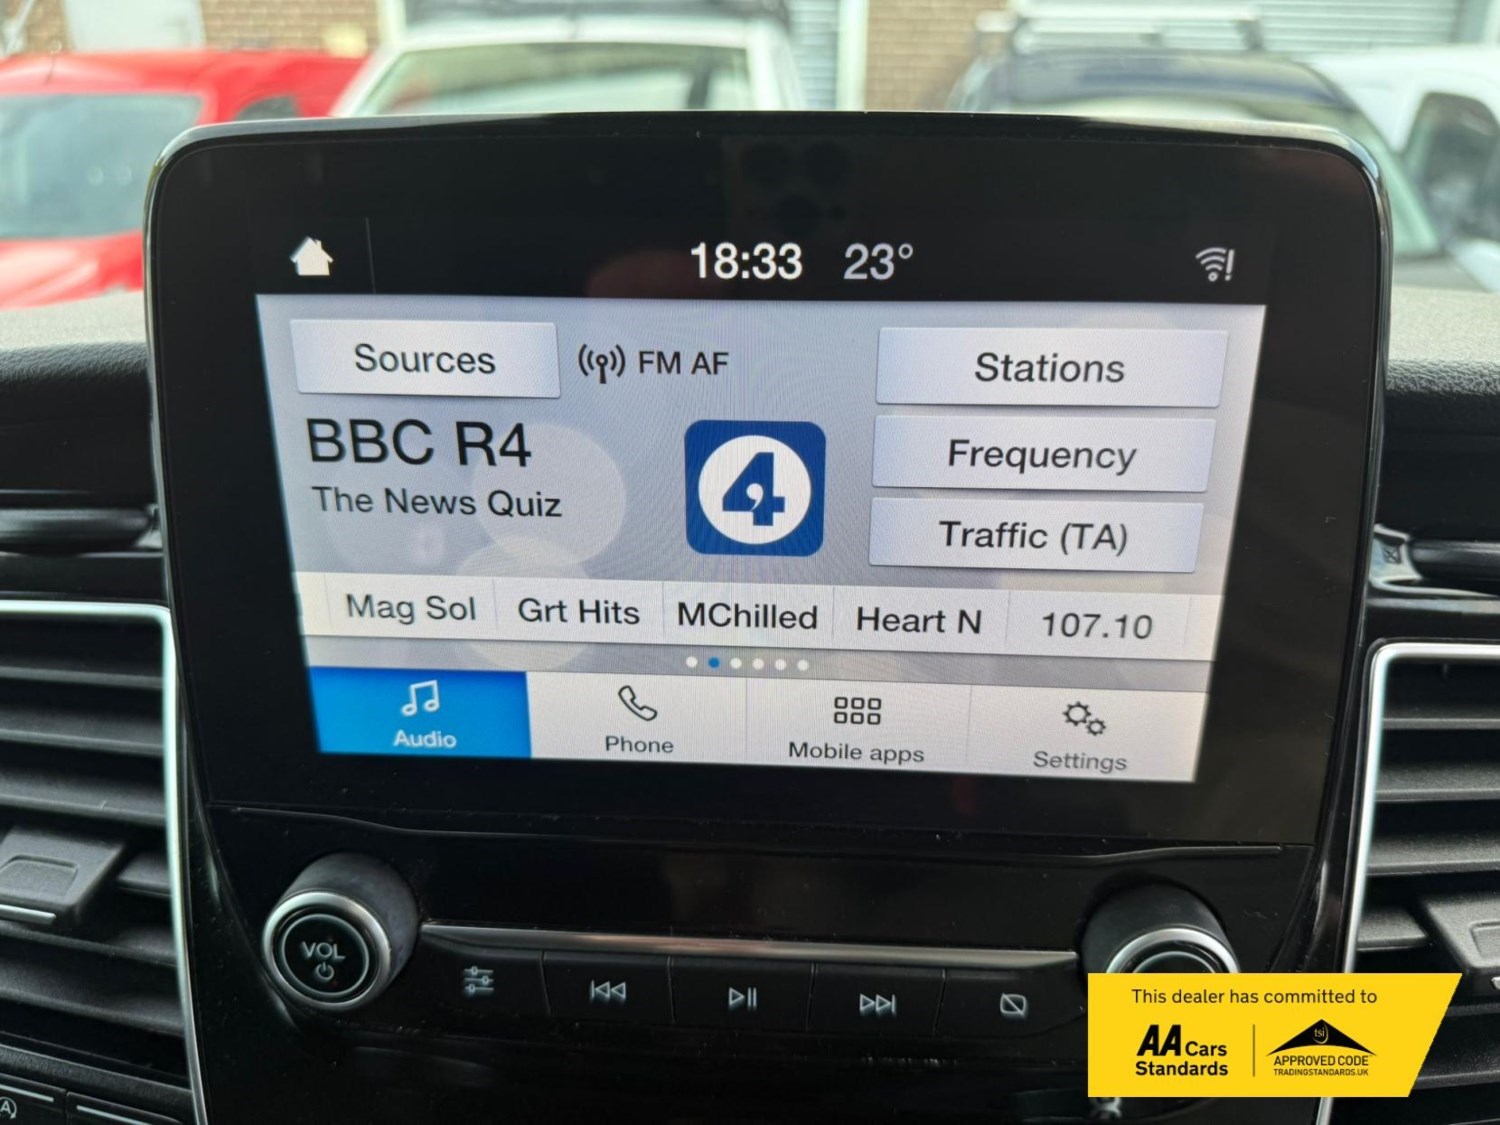 18:33 23°
Sources FM AF Stations
BBC R4
The News Quiz
4
Frequency
Traffic (TA)
Mag Sol Grt Hits MChilled Heart N 107.10
Audio Phone Mobile apps Settings
VOL
A
This dealer has committed to
AA Cars
Standards
tsi
APPROVED CODE
TRADINGSTANDARDS.UK